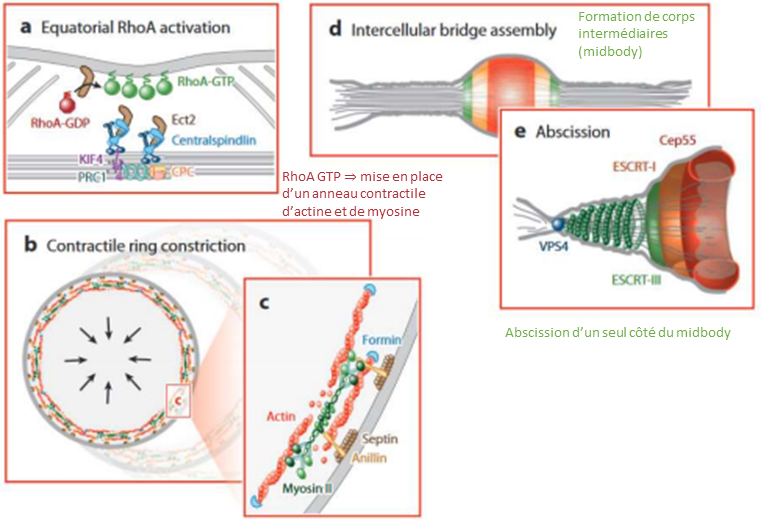 a Equatorial RhoA activation
RhoA-GTP
RhoA-GDP
Ect2
Centralspindlin
KIF4
PRC1
CPC
d Intercellular bridge assembly
Formation de corps
intermédiaires
(midbody)
e Abscission
Cep55
ESCRT-I
VPS4
ESCRT-III
RhoA GTP ⇒ mise en place
d’un anneau contractile
d’actine et de myosine
Abscission d’un seul côté du midbody
b Contractile ring constriction
c
c
Formin
Actin
Septin
Anillin
Myosin II